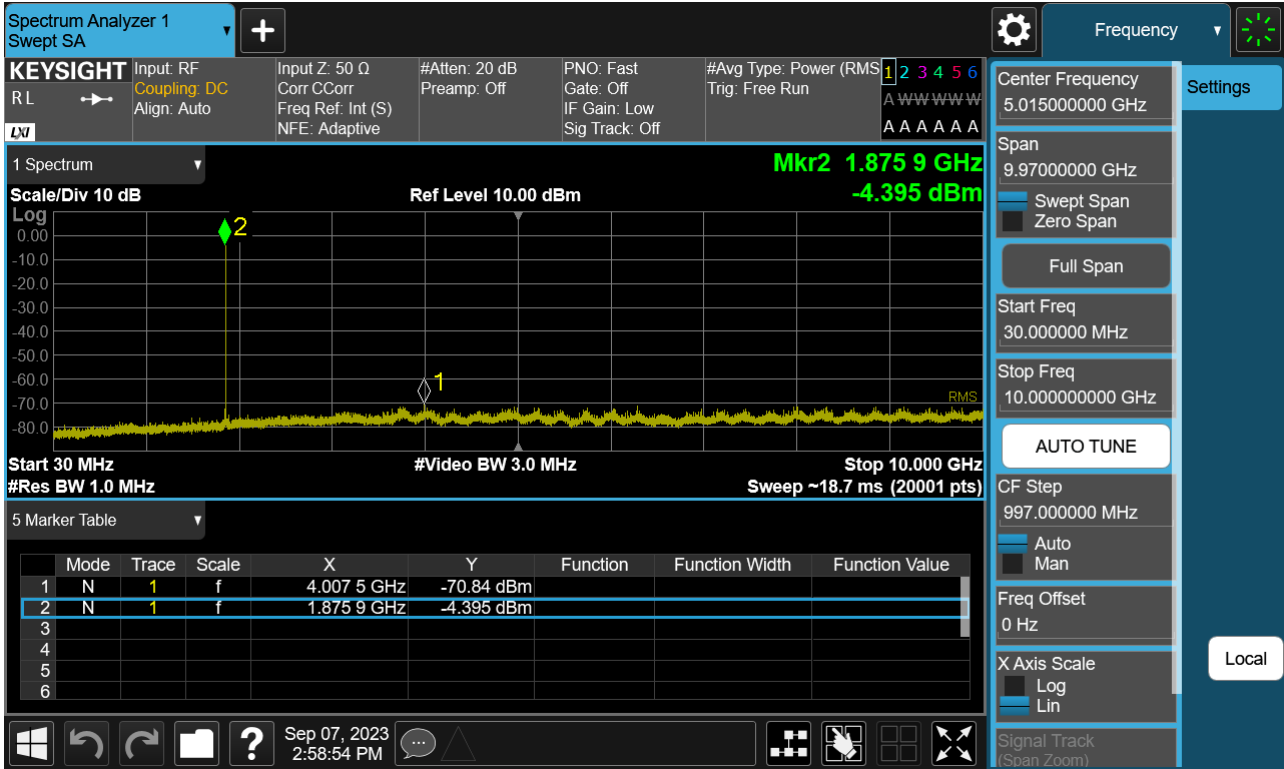 Spectrum Analyzer 1
Swept SA
Frequency
KEYSIGHT
R L
LXI
Input: RF
Coupling: DC
Align: Auto
Input Z: 50 Ω
Corr CCorr
Freq Ref: Int (S)
NFE: Adaptive
#Atten: 20 dB
Preamp: Off
PNO: Fast
Gate: Off
IF Gain: Low
Sig Track: Off
#Avg Type: Power (RMS
Trig: Free Run
1 2 3 4 5 6
A W W W W W
A A A A A A
1 Spectrum
Mkr2 1.875 9 GHz
-4.395 dBm
Scale/Div 10 dB
Ref Level 10.00 dBm
Log
0.00
-10.0
-20.0
-30.0
-40.0
-50.0
-60.0
-70.0
-80.0
2
1
RMS
Start 30 MHz
#Video BW 3.0 MHz
Stop 10.000 GHz
#Res BW 1.0 MHz
Sweep ~18.7 ms (20001 pts)
5 Marker Table
Mode Trace Scale X Y Function Function Width Function Value
1 N 1 f 4.007 5 GHz -70.84 dBm
2 N 1 f 1.875 9 GHz -4.395 dBm
3
4
5
6
Sep 07, 2023
2:58:54 PM
?
Center Frequency
5.015000000 GHz
Settings
Span
9.97000000 GHz
Swept Span
Zero Span
Full Span
Start Freq
30.000000 MHz
Stop Freq
10.000000000 GHz
AUTO TUNE
CF Step
997.000000 MHz
Auto
Man
Freq Offset
0 Hz
X Axis Scale
Log
Lin
Signal Track
(Span Zoom)
Local